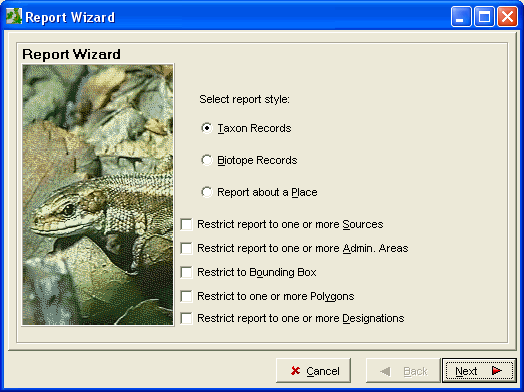 Report Wizard
Report Wizard
Select report style:
Taxon Records
Biotope Records
Report about a Place
Restrict report to one or more Sources
Restrict report to one or more Admin. Areas
Restrict to Bounding Box
Restrict to one or more Polygons
Restrict report to one or more Designations
Cancel Back Next